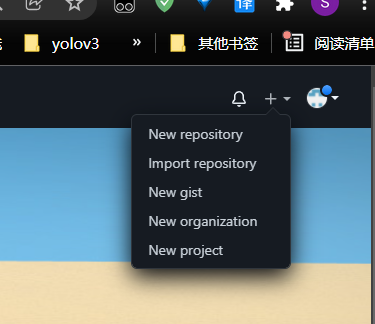 S
译
yolov3
»
其他书签
阅读清单
New repository
Import repository
New gist
New organization
New project